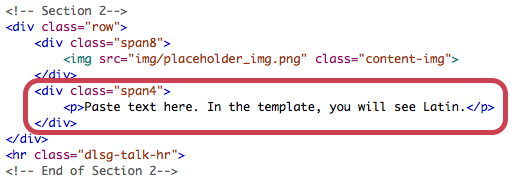 <!-- Section 2-->
<div class="row">
    <div class="span8">
        <img src="img/placeholder_img.png" class="content-img">
    </div>
    <div class="span4">
        <p>Paste text here. In the template, you will see Latin.</p>
    </div>
</div>
<hr class="dlsg-talk-hr">
<!-- End of Section 2-->